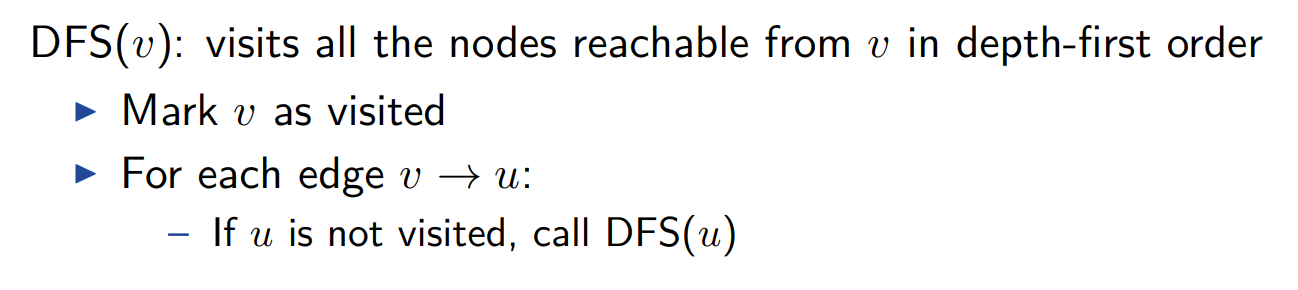 DFS(v): visits all the nodes reachable from v in depth-first order
▶ Mark v as visited
▶ For each edge v → u:
– If u is not visited, call DFS(u)